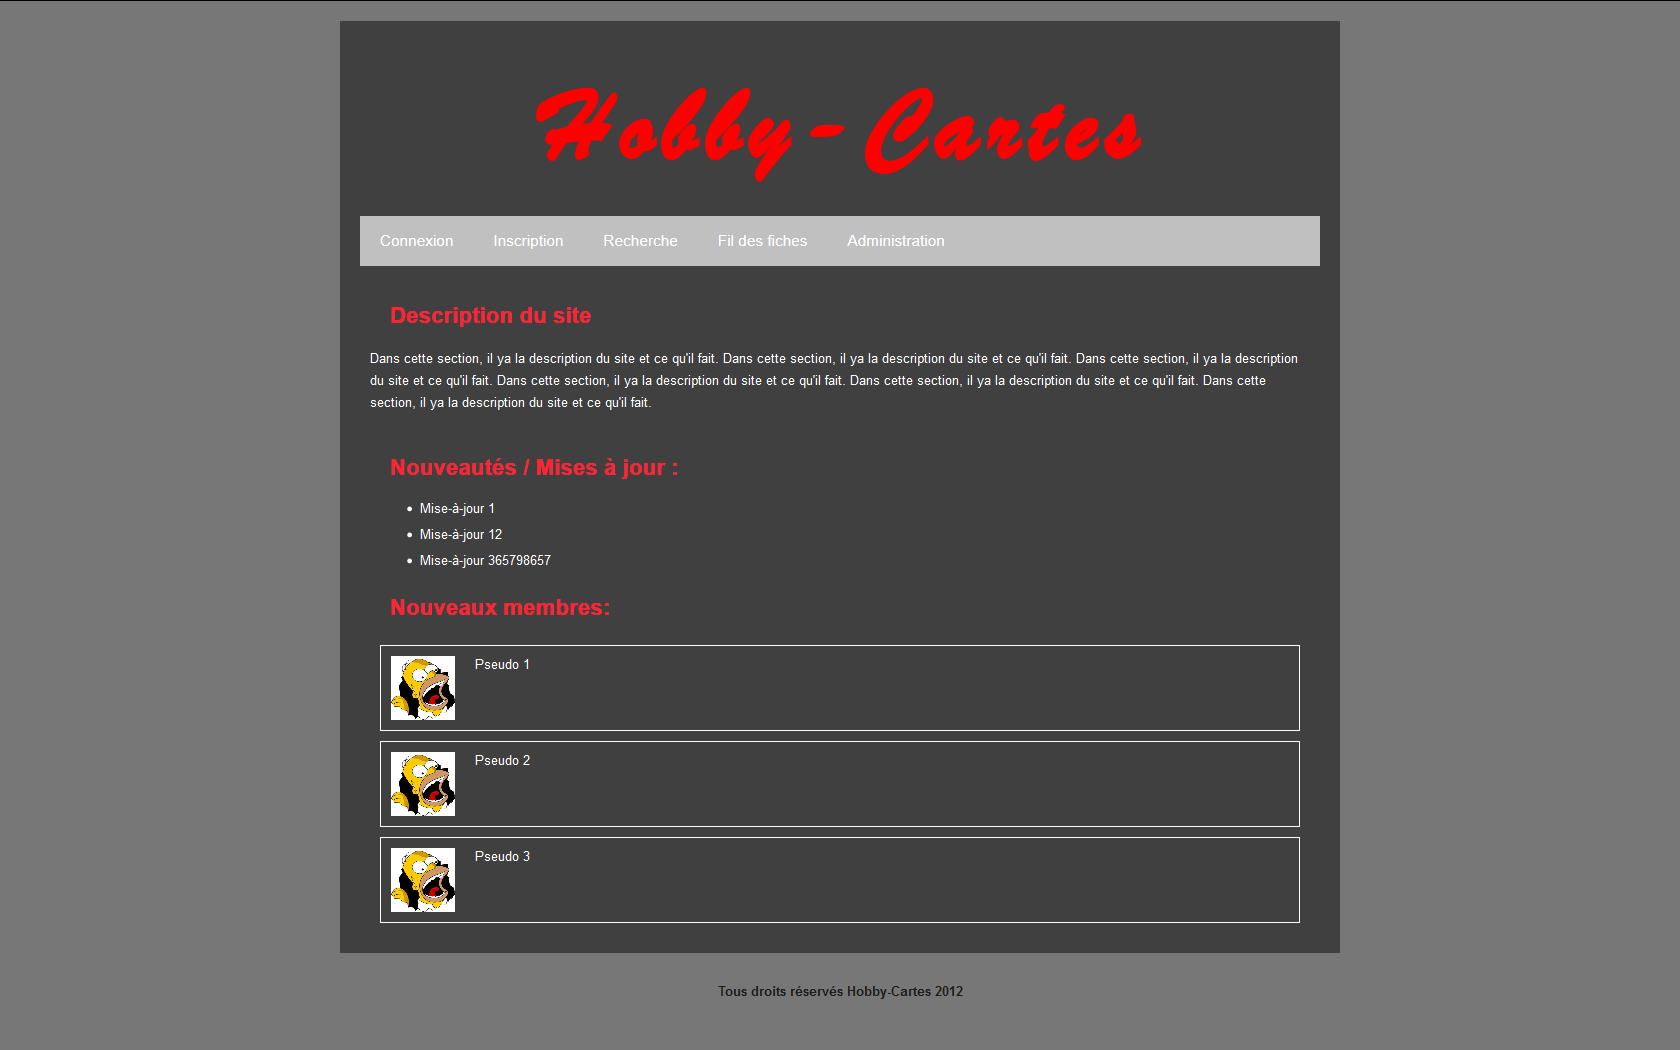 Hobby-Cartes
Connexion Inscription Recherche Fil des fiches Administration
Description du site
Dans cette section, il ya la description du site et ce qu'il fait. Dans cette section, il ya la description du site et ce qu'il fait. Dans cette section, il ya la description
du site et ce qu'il fait. Dans cette section, il ya la description du site et ce qu'il fait. Dans cette section, il ya la description du site et ce qu'il fait. Dans cette
section, il ya la description du site et ce qu'il fait.
Nouveautés / Mises à jour :
• Mise-à-jour 1
• Mise-à-jour 12
• Mise-à-jour 365798657
Nouveaux membres:
Pseudo 1
Pseudo 2
Pseudo 3
Tous droits réservés Hobby-Cartes 2012